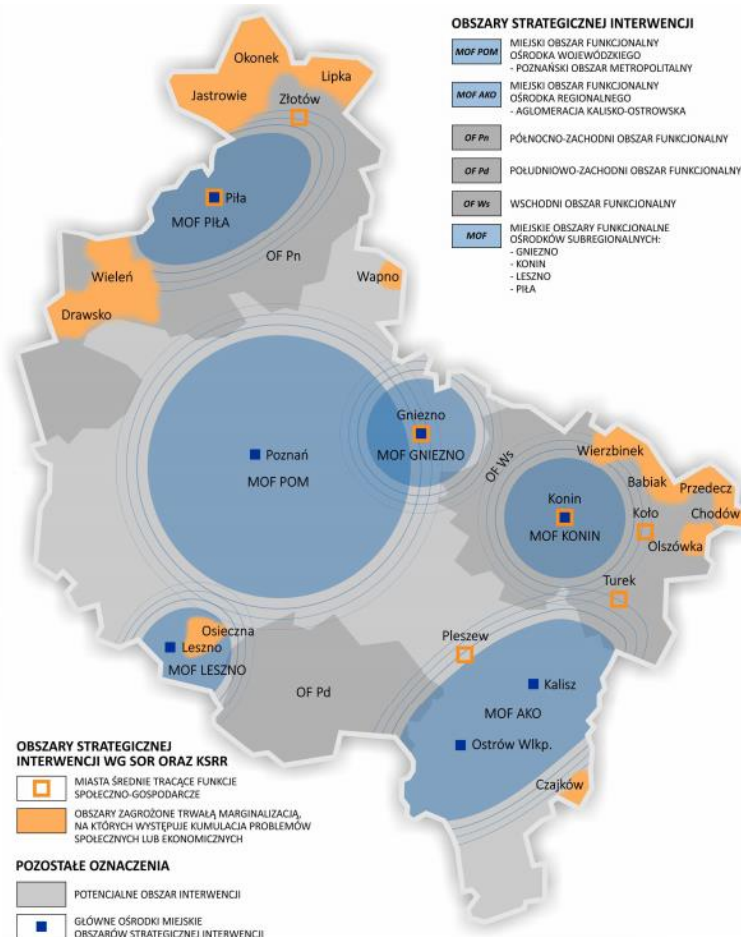 OBSZARY STRATEGICZNEJ INTERWENCJI
MOF POM
MIEJSKI OBSZAR FUNKCJONALNY
OŚRODKA WOJEWÓDZKIEGO
- POZNAŃSKI OBSZAR METROPOLITALNY
MOF AKO
MIEJSKI OBSZAR FUNKCJONALNY
OŚRODKA REGIONALNEGO
- AGLOMERACJA KALISKO-OSTROWSKA
OF Pn
PÓŁNOCNO-ZACHODNI OBSZAR FUNKCJONALNY
OF Pd
POŁUDNIOWO-ZACHODNI OBSZAR FUNKCJONALNY
OF Ws
WSCHODNI OBSZAR FUNKCJONALNY
MOF
MIEJSKIE OBSZARY FUNKCJONALNE
OŚRODKÓW SUBREGIONALNYCH:
- GNIEZNO
- KONIN
- LESZNO
- PIŁA
Okonek
Lipka
Jastrowie
Złotów
Piła
MOF PIŁA
OF Pn
Wieleń
Wapno
Drawsko
Gniezno
MOF GNIEZNO
Poznań
MOF POM
OF Ws
Wierzbinek
Babiak
Przedecz
Konin
Koło
Chodów
MOF KONIN
Olszówka
Turek
Osieczna
Leszno
MOF LESZNO
Pleszew
Kalisz
OF Pd
MOF AKO
Ostrów Wlkp.
Czajków
OBSZARY STRATEGICZNEJ
INTERWENCJI WG SOR ORAZ KSRR
MIASTA ŚREDNIE TRACĄCE FUNKCJE
SPOŁECZNO-GOSPODARCZE
OBSZARY ZAGROŻONE TRWAŁĄ MARGINALIZACJĄ,
NA KTÓRYCH WYSTĘPUJE KUMULACJA PROBLEMÓW
SPOŁECZNYCH LUB EKONOMICZNYCH
POZOSTAŁE OZNACZENIA
POTENCJALNE OBSZAR INTERWENCJI
GŁÓWNE OŚRODKI MIEJSKIE
OBSZARÓW STRATEGICZNEJ INTERWENCJI